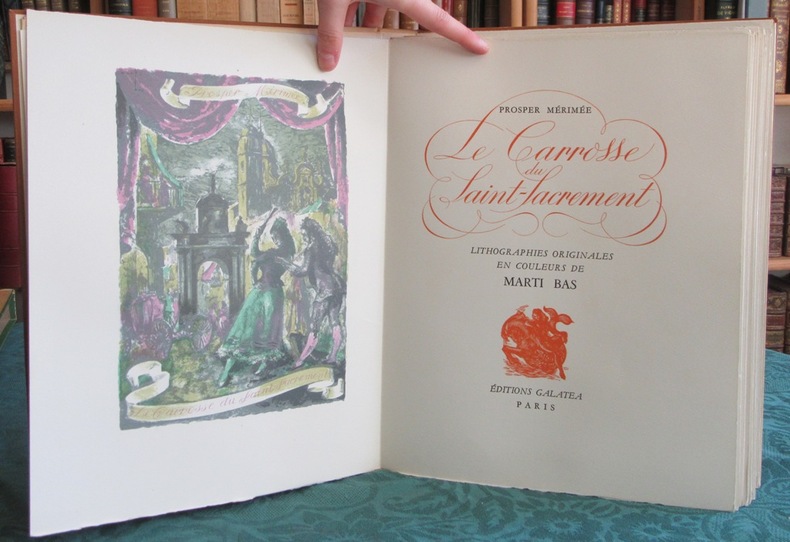 Prosper Mérimée
Le Carrosse du Saint Sacrement
PROSPER MÉRIMÉE
Le Carrosse
du
Saint-Sacrement
LITHOGRAPHIES ORIGINALES
EN COULEURS DE
MARTI BAS
ÉDITIONS GALATEA
PARIS